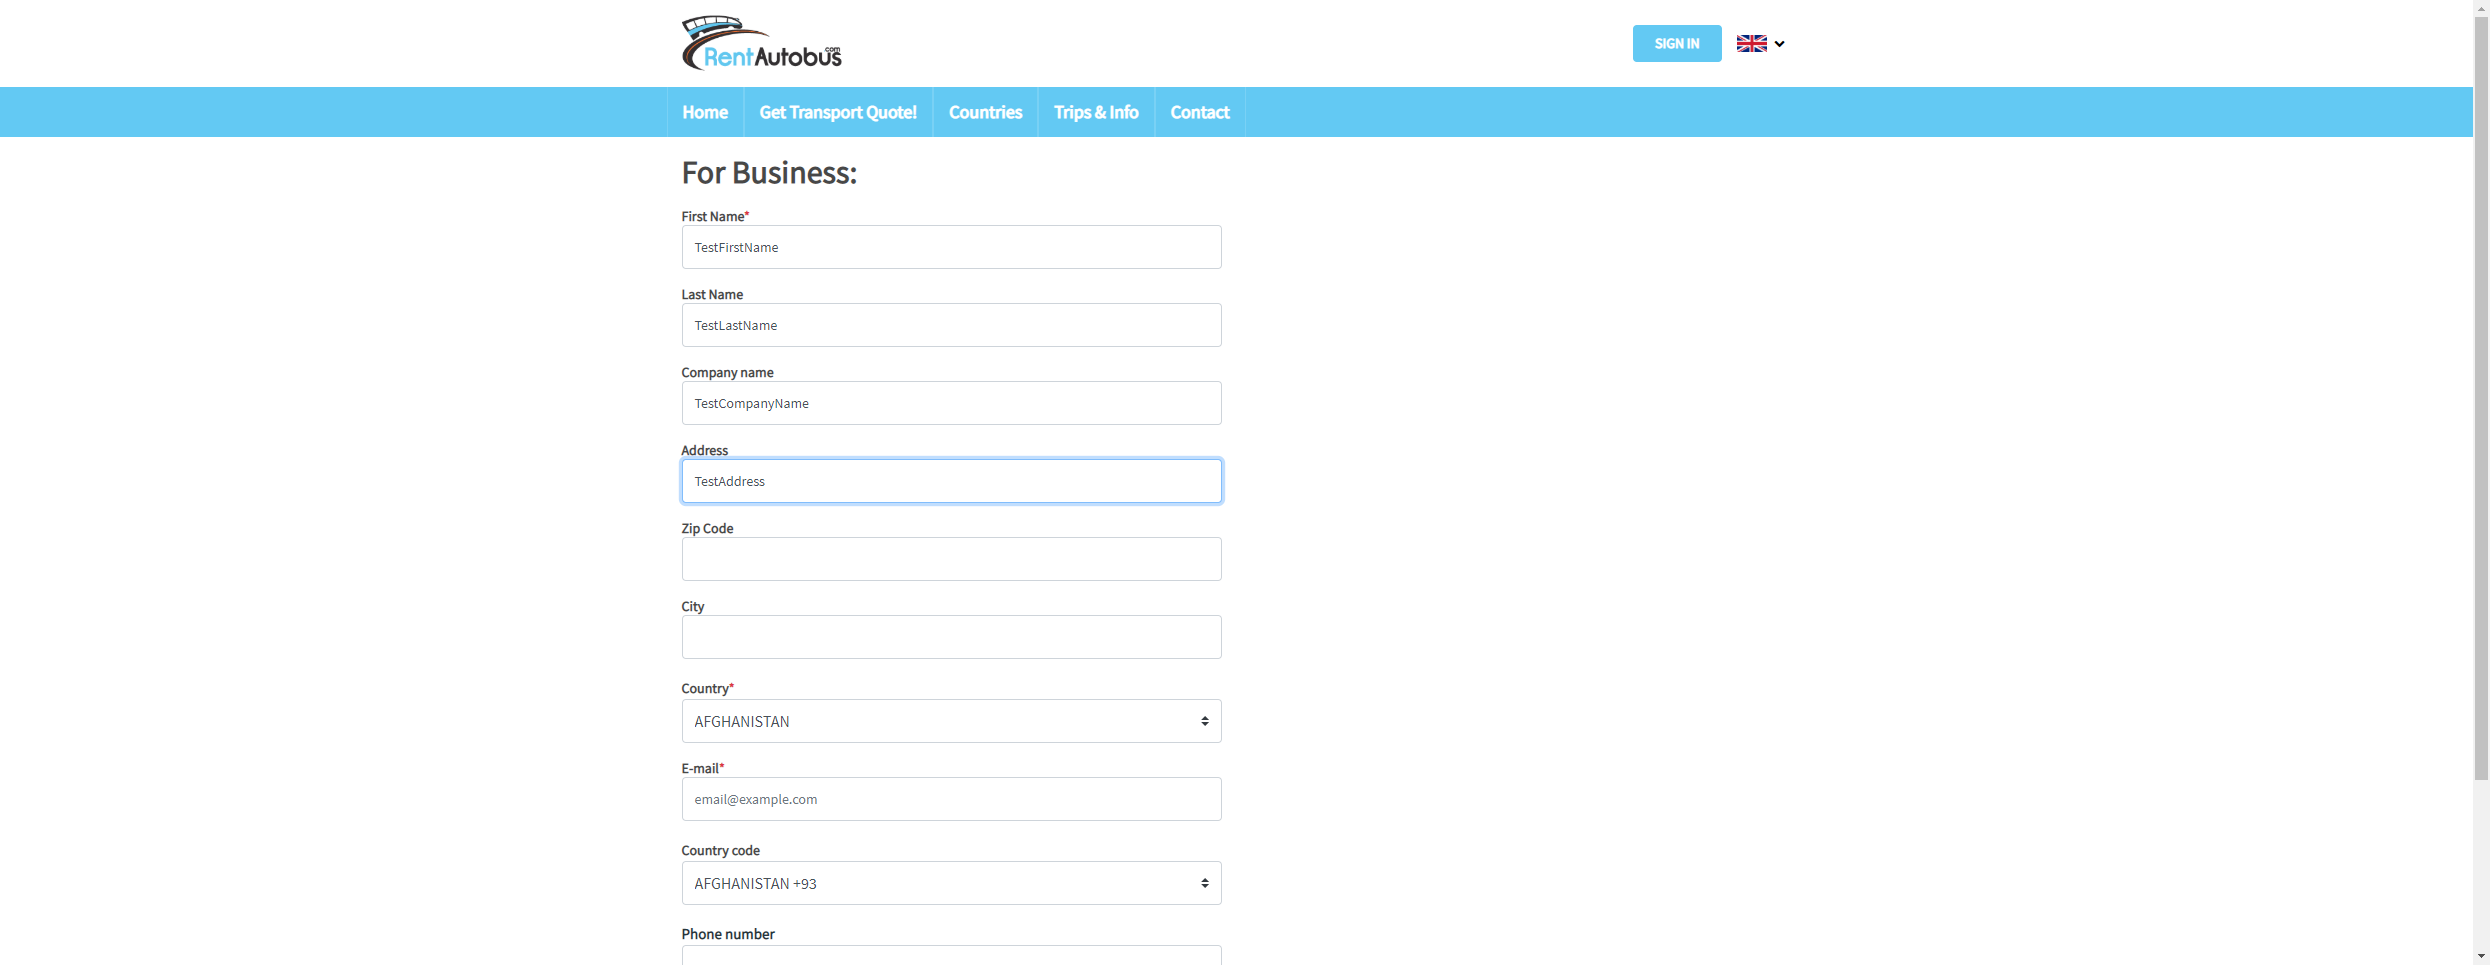 RentAutobus.com
SIGN IN
Home Get Transport Quote! Countries Trips & Info Contact
For Business:
First Name*
TestFirstName
Last Name
TestLastName
Company name
TestCompanyName
Address
TestAddress
Zip Code
City
Country*
AFGHANISTAN
E-mail*
email@example.com
Country code
AFGHANISTAN +93
Phone number